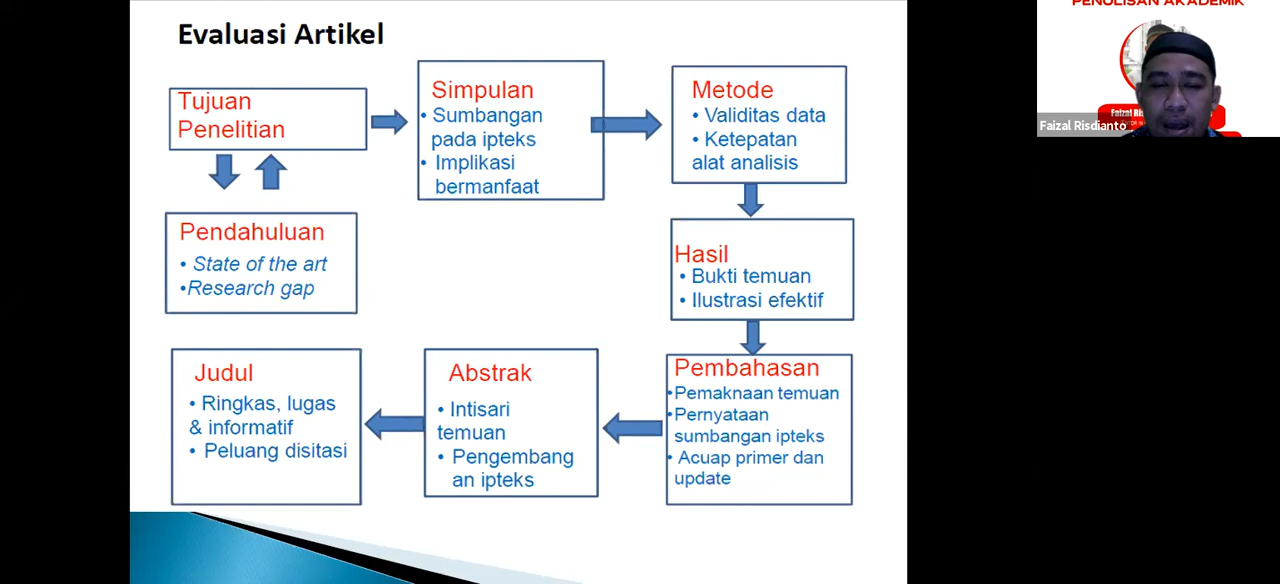 Evaluasi Artikel
Tujuan
Penelitian
Simpulan
• Sumbangan
pada ipteks
• Implikasi
bermanfaat
Metode
• Validitas data
• Ketepatan
alat analisis
Pendahuluan
• State of the art
•Research gap
Hasil
• Bukti temuan
• Ilustrasi efektif
Judul
• Ringkas, lugas
& informatif
• Peluang disitasi
Abstrak
• Intisari
temuan
• Pengembang
an ipteks
Pembahasan
•Pemaknaan temuan
•Pernyataan
sumbangan ipteks
• Acuap primer dan
update
PENULISAN AKADEMIK
Faizal Ris
Faizal Risdianto